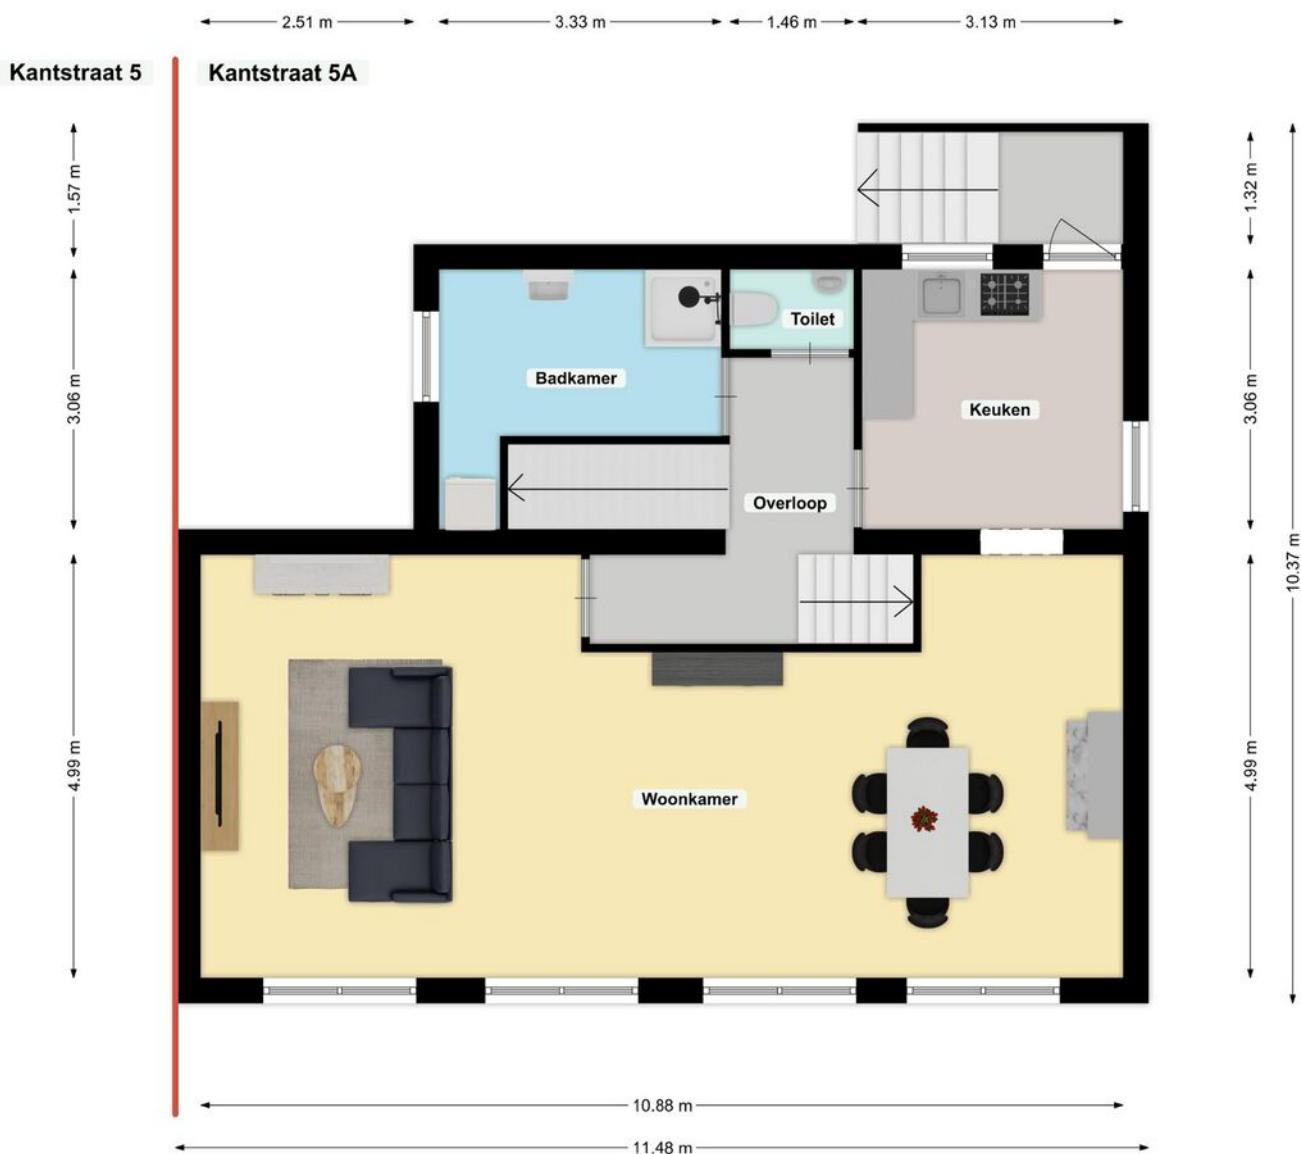 2.51 m
3.33 m
1.46 m
3.13 m
Kantstraat 5
Kantstraat 5A
1.57 m
1.32 m
Toilet
Badkamer
Keuken
3.06 m
3.06 m
Overloop
10.37 m
4.99 m
4.99 m
Woonkamer
10.88 m
11.48 m